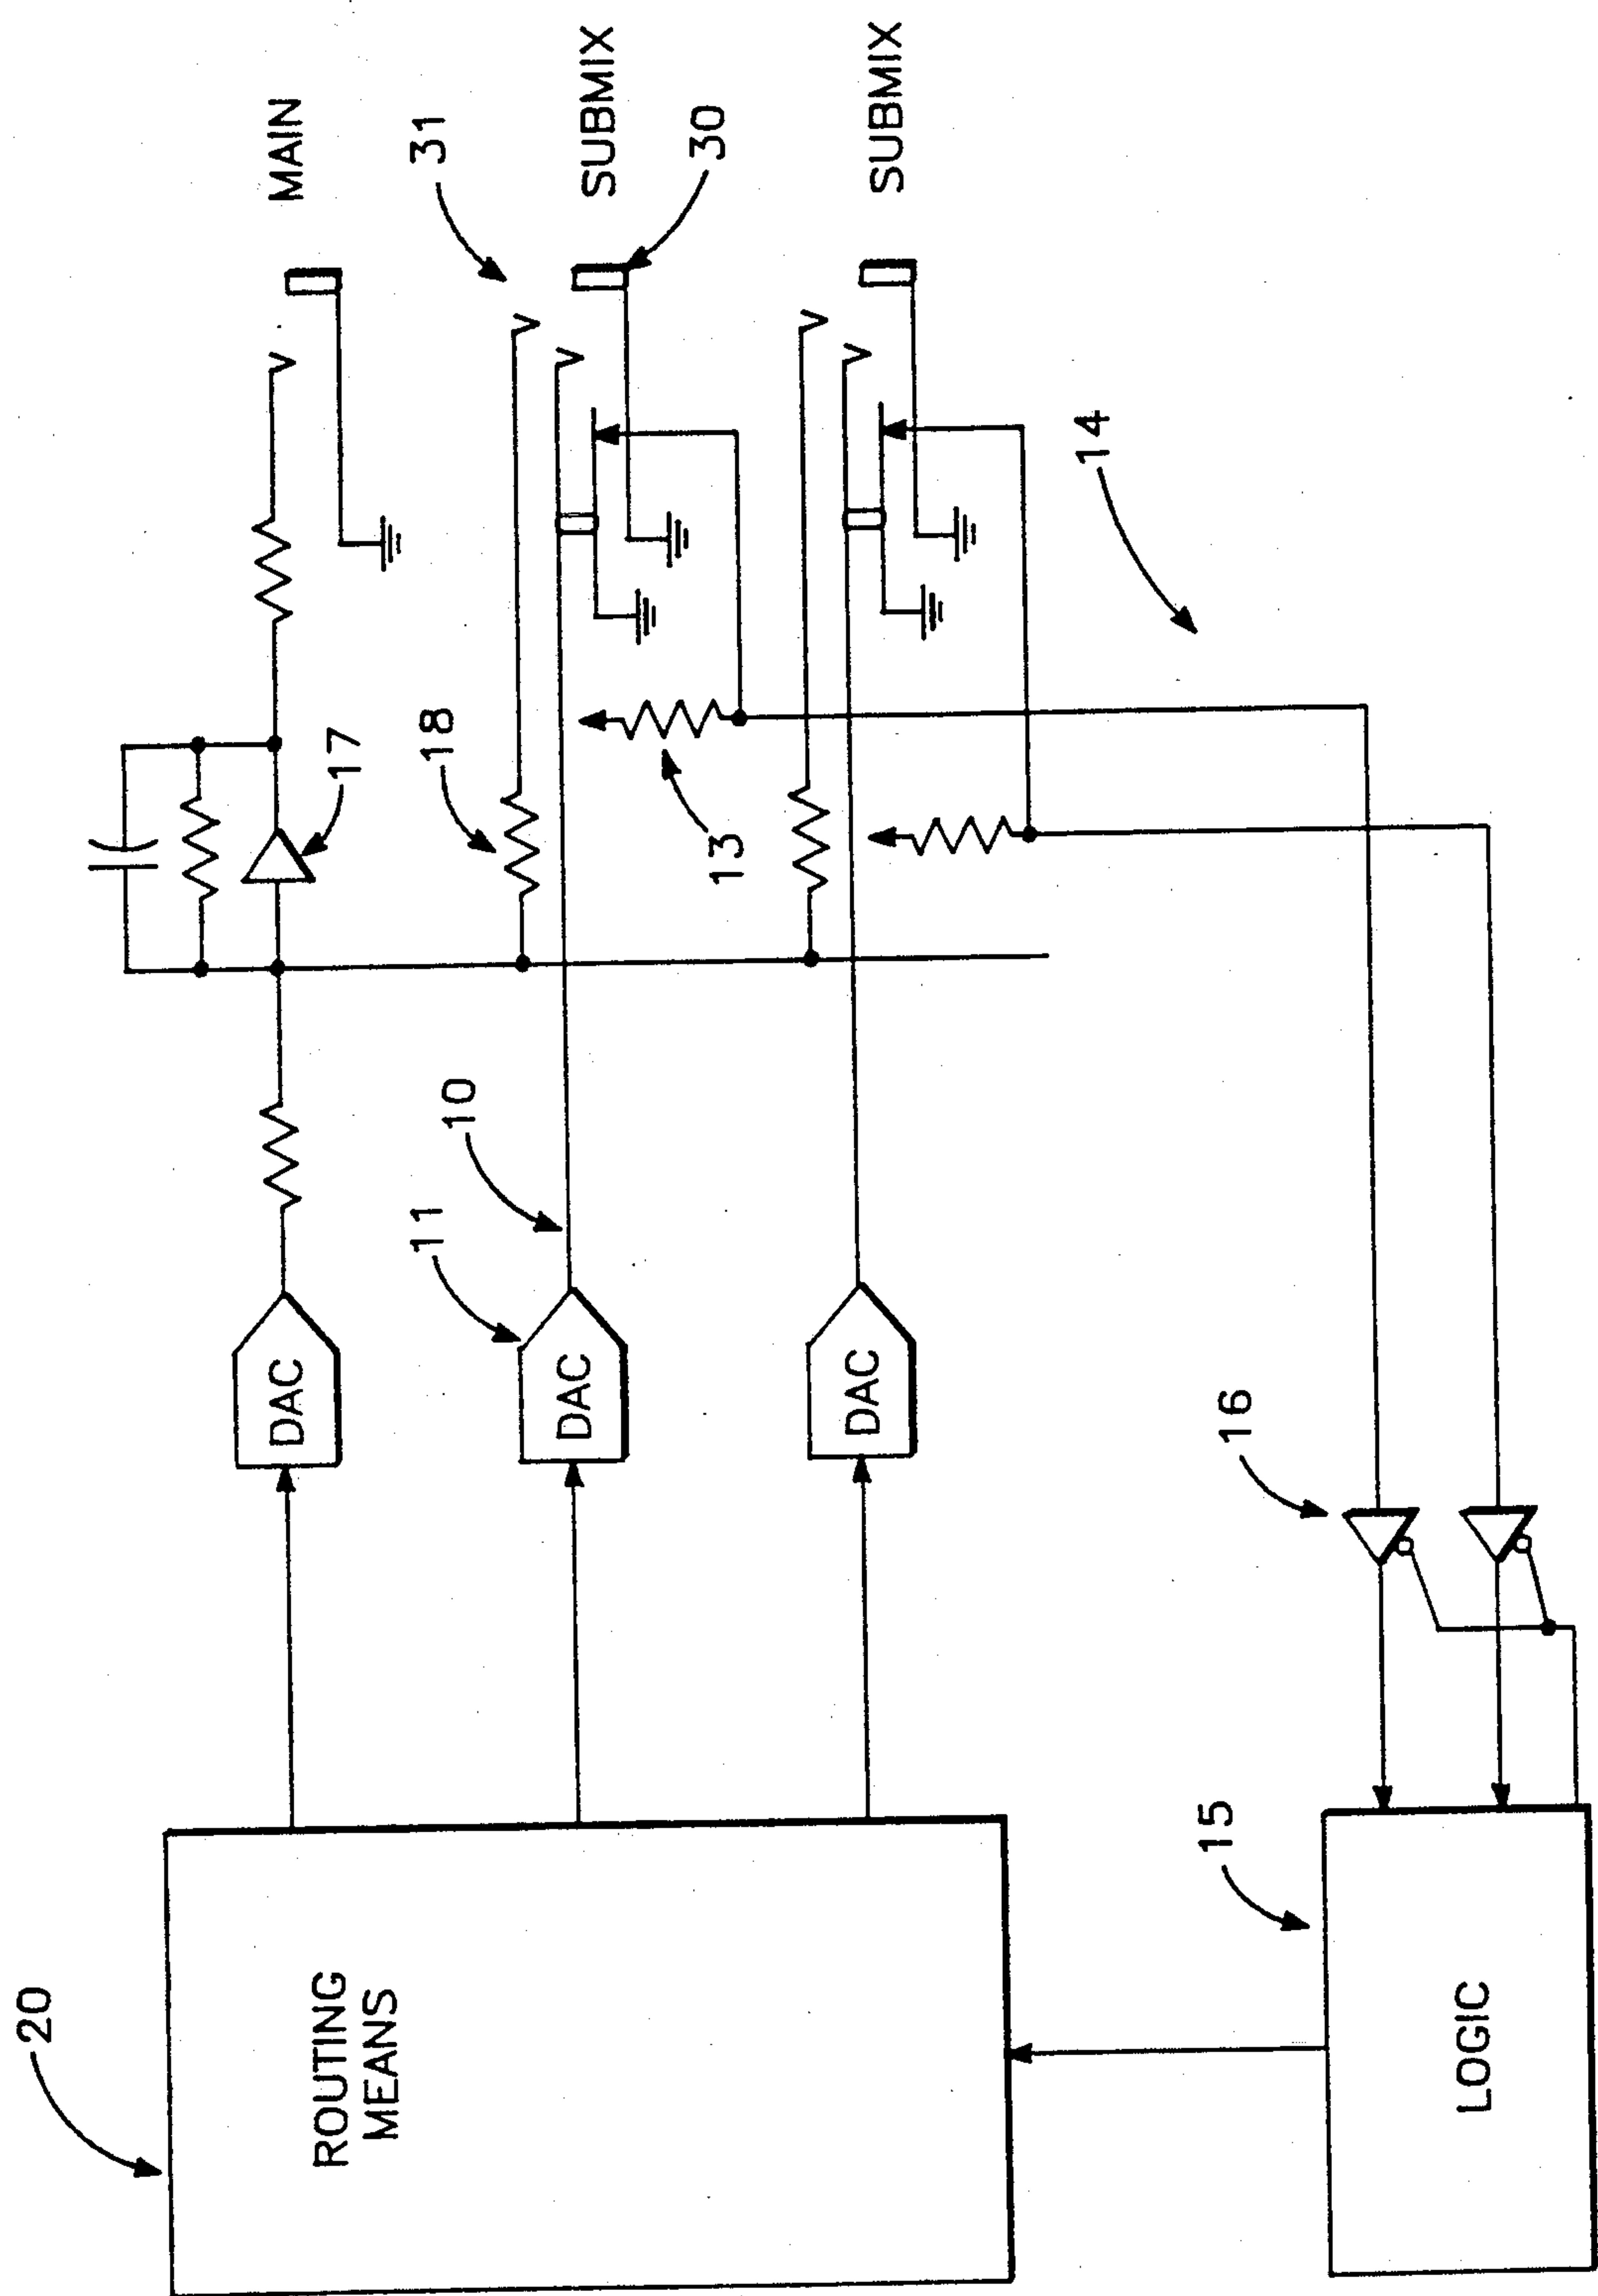 20
ROUTING
MEANS
DAC
11
DAC
10
DAC
17
18
13
MAIN
31
SUBMIX
30
SUBMIX
14
15
LOGIC
16